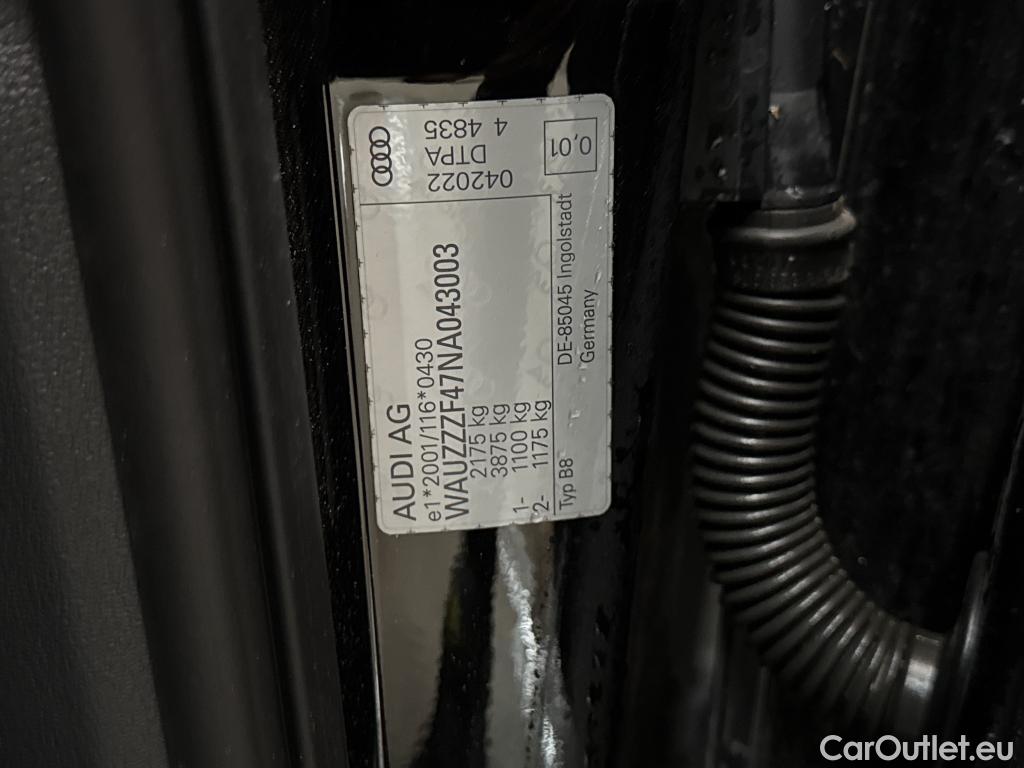 AUDI AG
e1*2001/116*0430
WAUZZZF47NA043003
2175 kg
3875 kg
1- 1100 kg
2- 1175 kg
Typ B8
DE-85045 Ingolstadt
Germany
042022
DTPA
4 4835
0,01
CarOutlet.eu